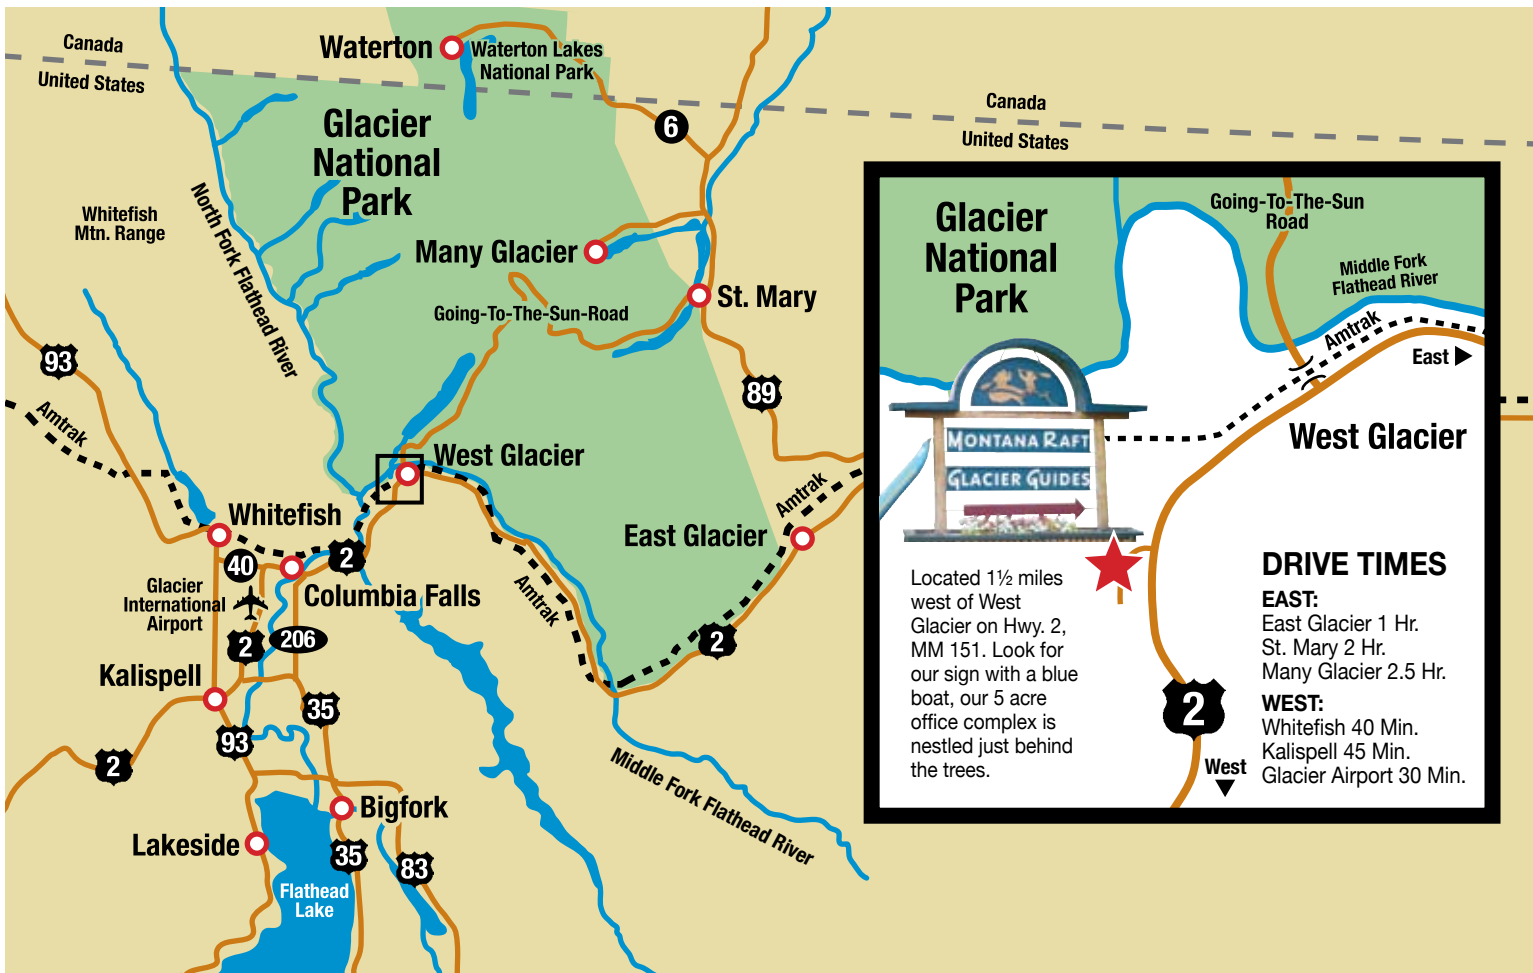 Canada
United States
Waterton
Waterton Lakes
National Park
Glacier
National
Park
6
Canada
United States
Whitefish
Mtn. Range
North Fork Flathead River
Many Glacier
St. Mary
Going-To-The-Sun-Road
93
89
Amtrak
West Glacier
Whitefish
East Glacier
Amtrak
40
2
Columbia Falls
Glacier
International
Airport
Amtrak
2
206
2
Kalispell
35
93
2
Middle Fork Flathead River
Bigfork
Lakeside
35
83
Flathead
Lake
Glacier
National
Park
Going-To-The-Sun
Road
Middle Fork
Flathead River
Amtrak
East
West Glacier
MONTANA RAFT
GLACIER GUIDES
Located 1½ miles
west of West
Glacier on Hwy. 2,
MM 151. Look for
our sign with a blue
boat, our 5 acre
office complex is
nestled just behind
the trees.
2
West
DRIVE TIMES
EAST:
East Glacier 1 Hr.
St. Mary 2 Hr.
Many Glacier 2.5 Hr.
WEST:
Whitefish 40 Min.
Kalispell 45 Min.
Glacier Airport 30 Min.